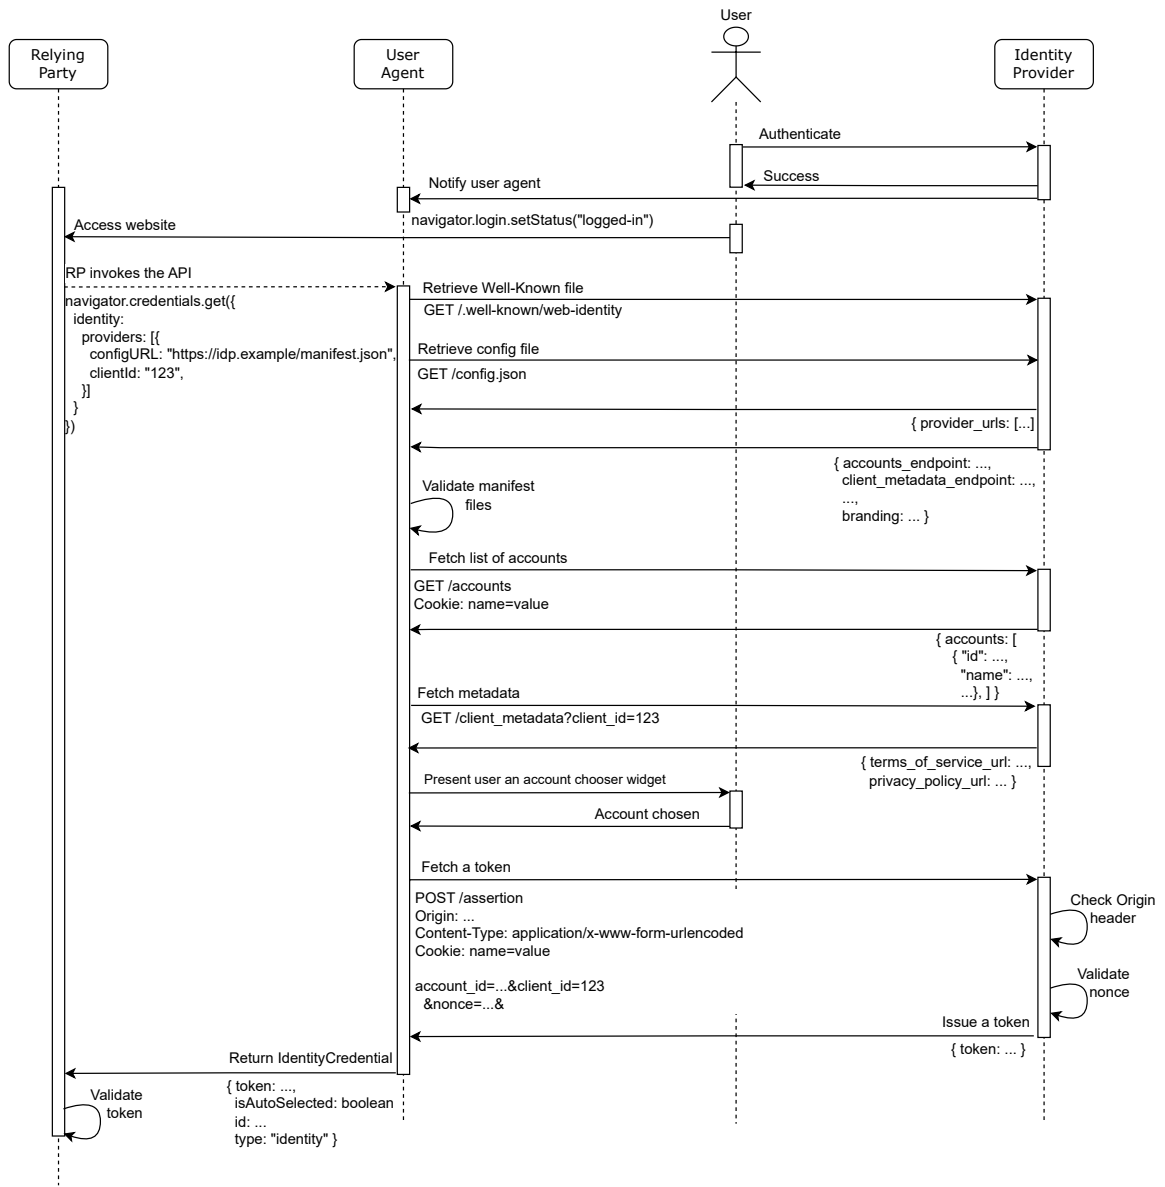 User
Relying
Party
User
Agent
Identity
Provider
Authenticate
Success
Notify user agent
navigator.login.setStatus("logged-in")
Access website
RP invokes the API
navigator.credentials.get({
identity:
providers: [{
configURL: "https://idp.example/manifest.json",
clientId: "123",
}]
}
})
Retrieve Well-Known file
GET /.well-known/web-identity
Retrieve config file
GET /config.json
{ provider_urls: [...]
{ accounts_endpoint: ...,
client_metadata_endpoint: ...,
...,
branding: ... }
Validate manifest
files
Fetch list of accounts
GET /accounts
Cookie: name=value
{ accounts: [
{ "id": ...,
"name": ...,
...}, ] }
Fetch metadata
GET /client_metadata?client_id=123
{ terms_of_service_url: ...,
privacy_policy_url: ... }
Present user an account chooser widget
Account chosen
Fetch a token
POST /assertion
Origin: ...
Content-Type: application/x-www-form-urlencoded
Cookie: name=value
account_id=...&client_id=123
&nonce=...&
Check Origin
header
Validate
nonce
Issue a token
{ token: ... }
Return IdentityCredential
{ token: ...,
isAutoSelected: boolean
id: ...
type: "identity" }
Validate
token